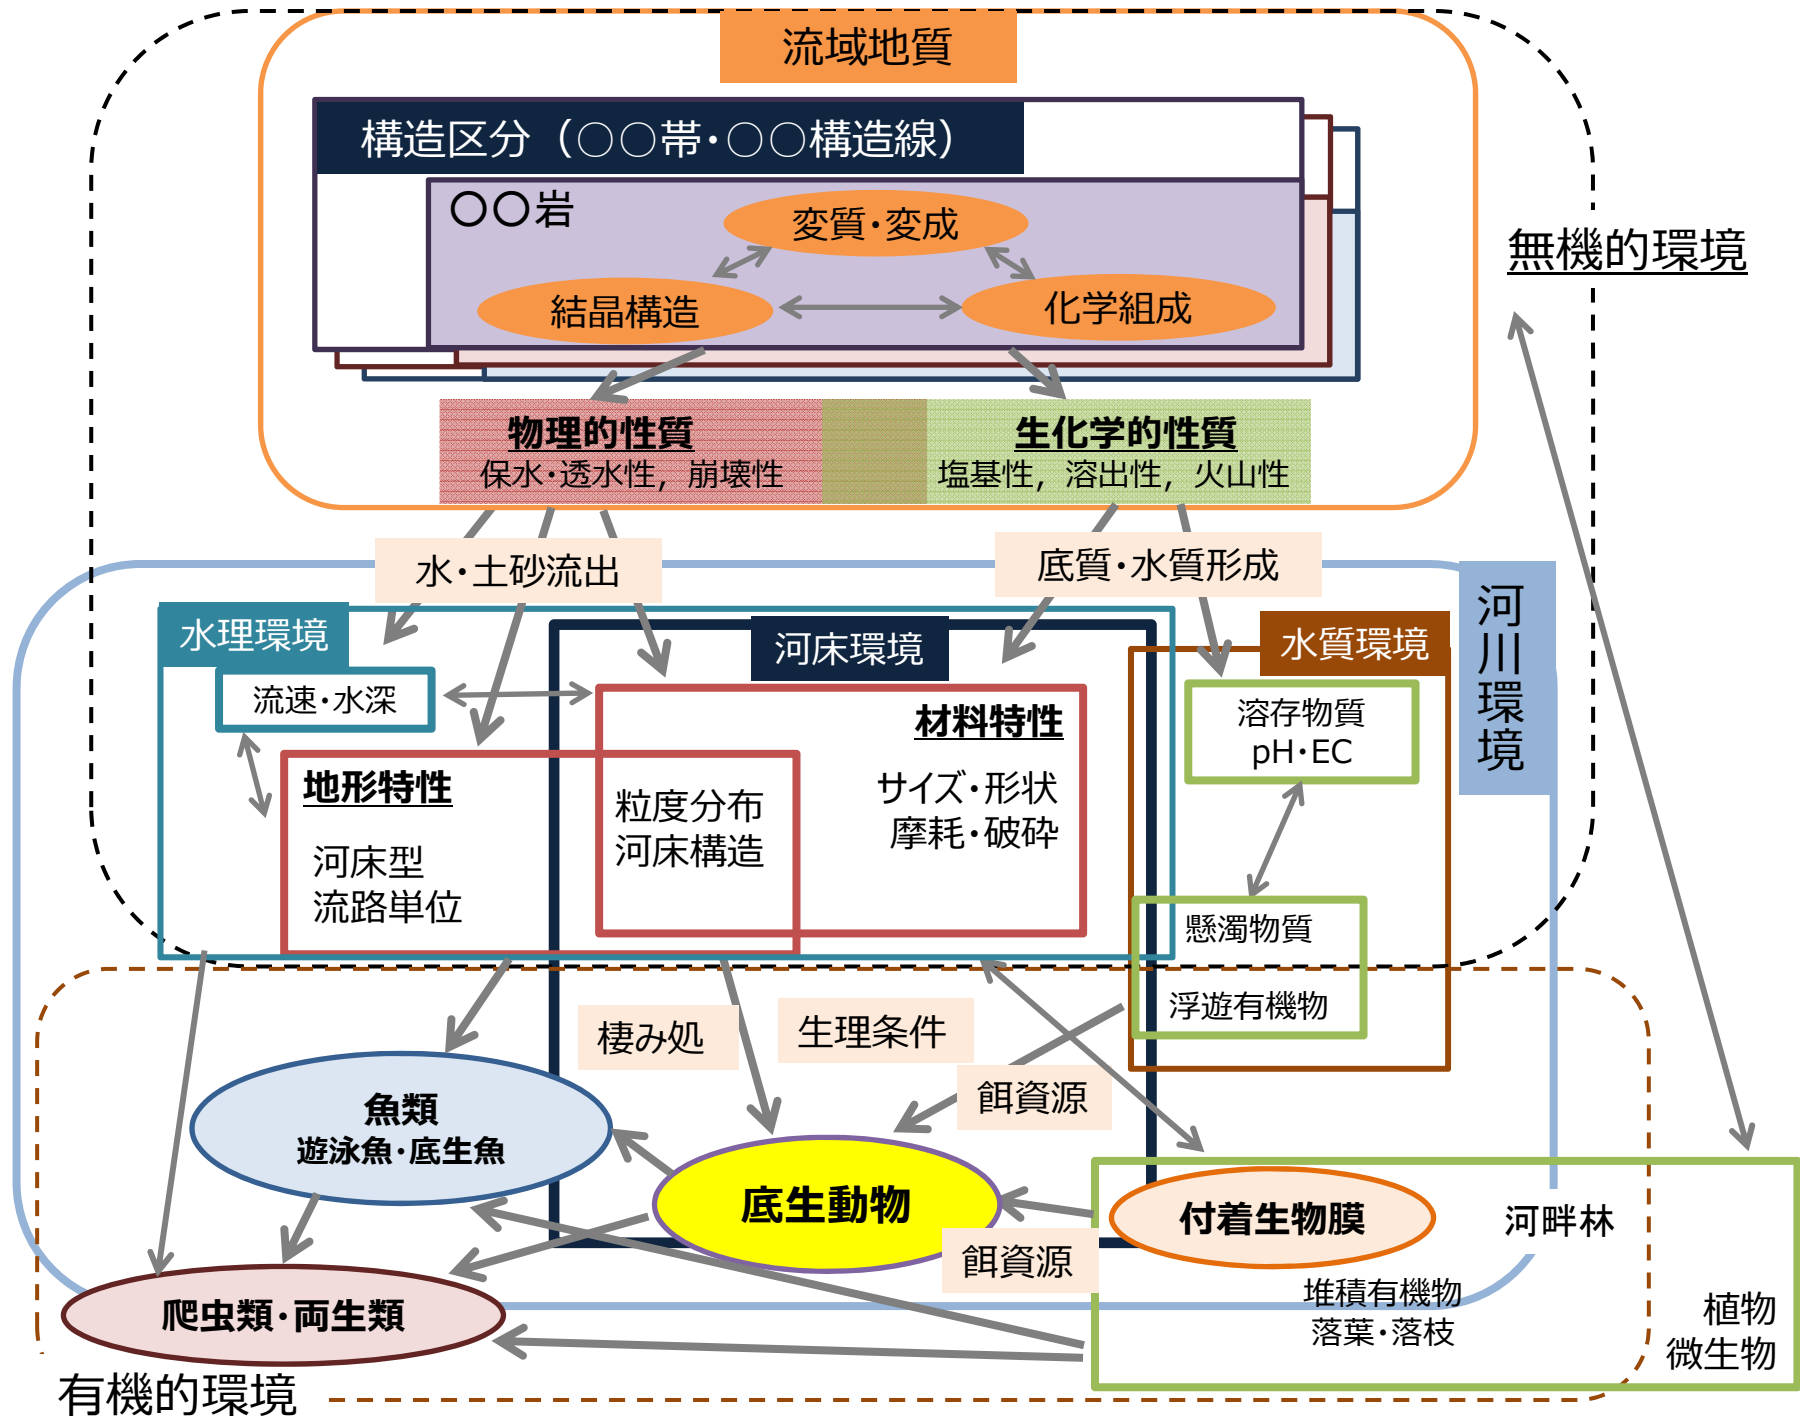 流域地質
構造区分（○○帯・○○構造線）
○○岩
変質・変成
結晶構造
化学組成
無機的環境
物理的性質
保水・透水性，崩壊性
生化学的性質
塩基性，溶出性，火山性
水・土砂流出
底質・水質形成
河川環境
水理環境
河床環境
水質環境
流速・水深
材料特性
サイズ・形状
摩耗・破砕
溶存物質
pH・EC
地形特性
河床型
流路単位
粒度分布
河床構造
懸濁物質
浮遊有機物
棲み処
生理条件
餌資源
魚類
遊泳魚・底生魚
底生動物
付着生物膜
河畔林
餌資源
堆積有機物
落葉・落枝
爬虫類・両生類
植物
微生物
有機的環境